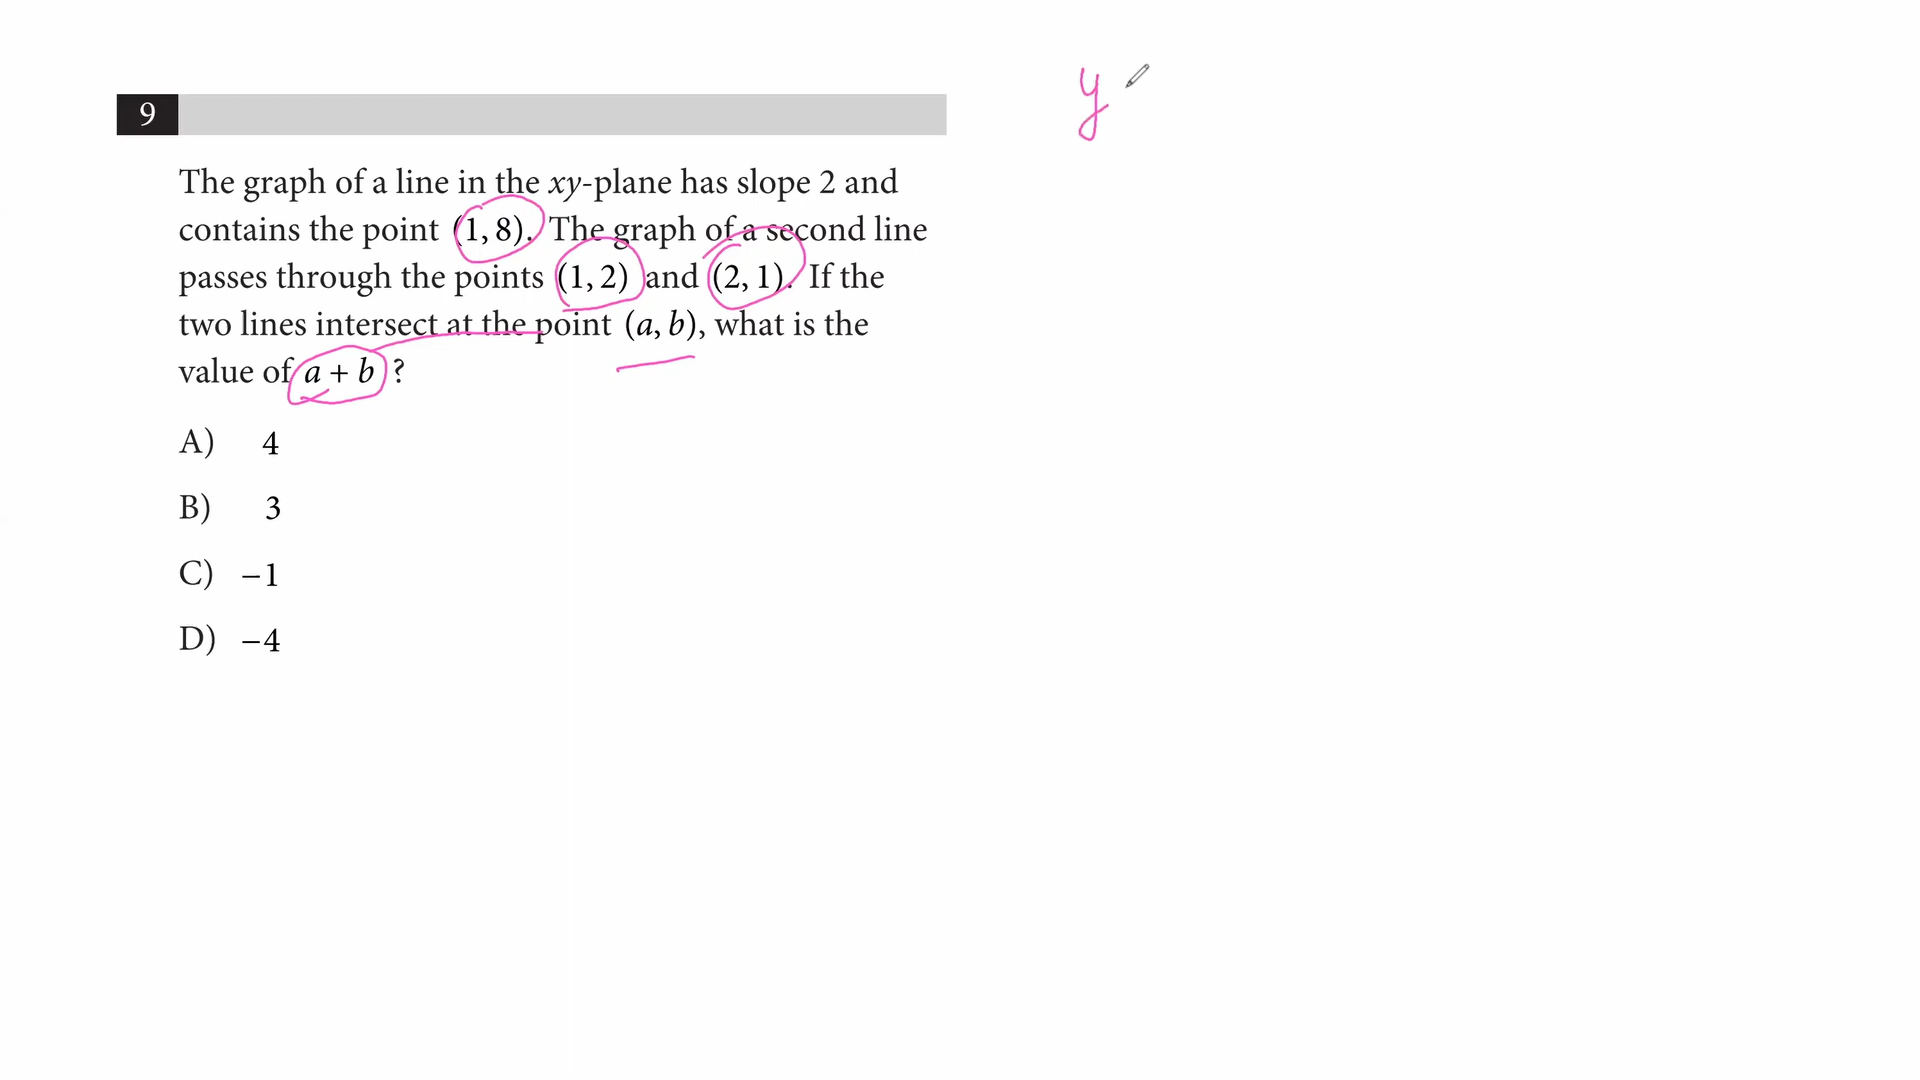 9
y
The graph of a line in the xy-plane has slope 2 and
contains the point (1, 8). The graph of a second line
passes through the points (1, 2) and (2, 1). If the
two lines intersect at the point (a, b), what is the
value of a + b ?
A) 4
B) 3
C) −1
D) −4